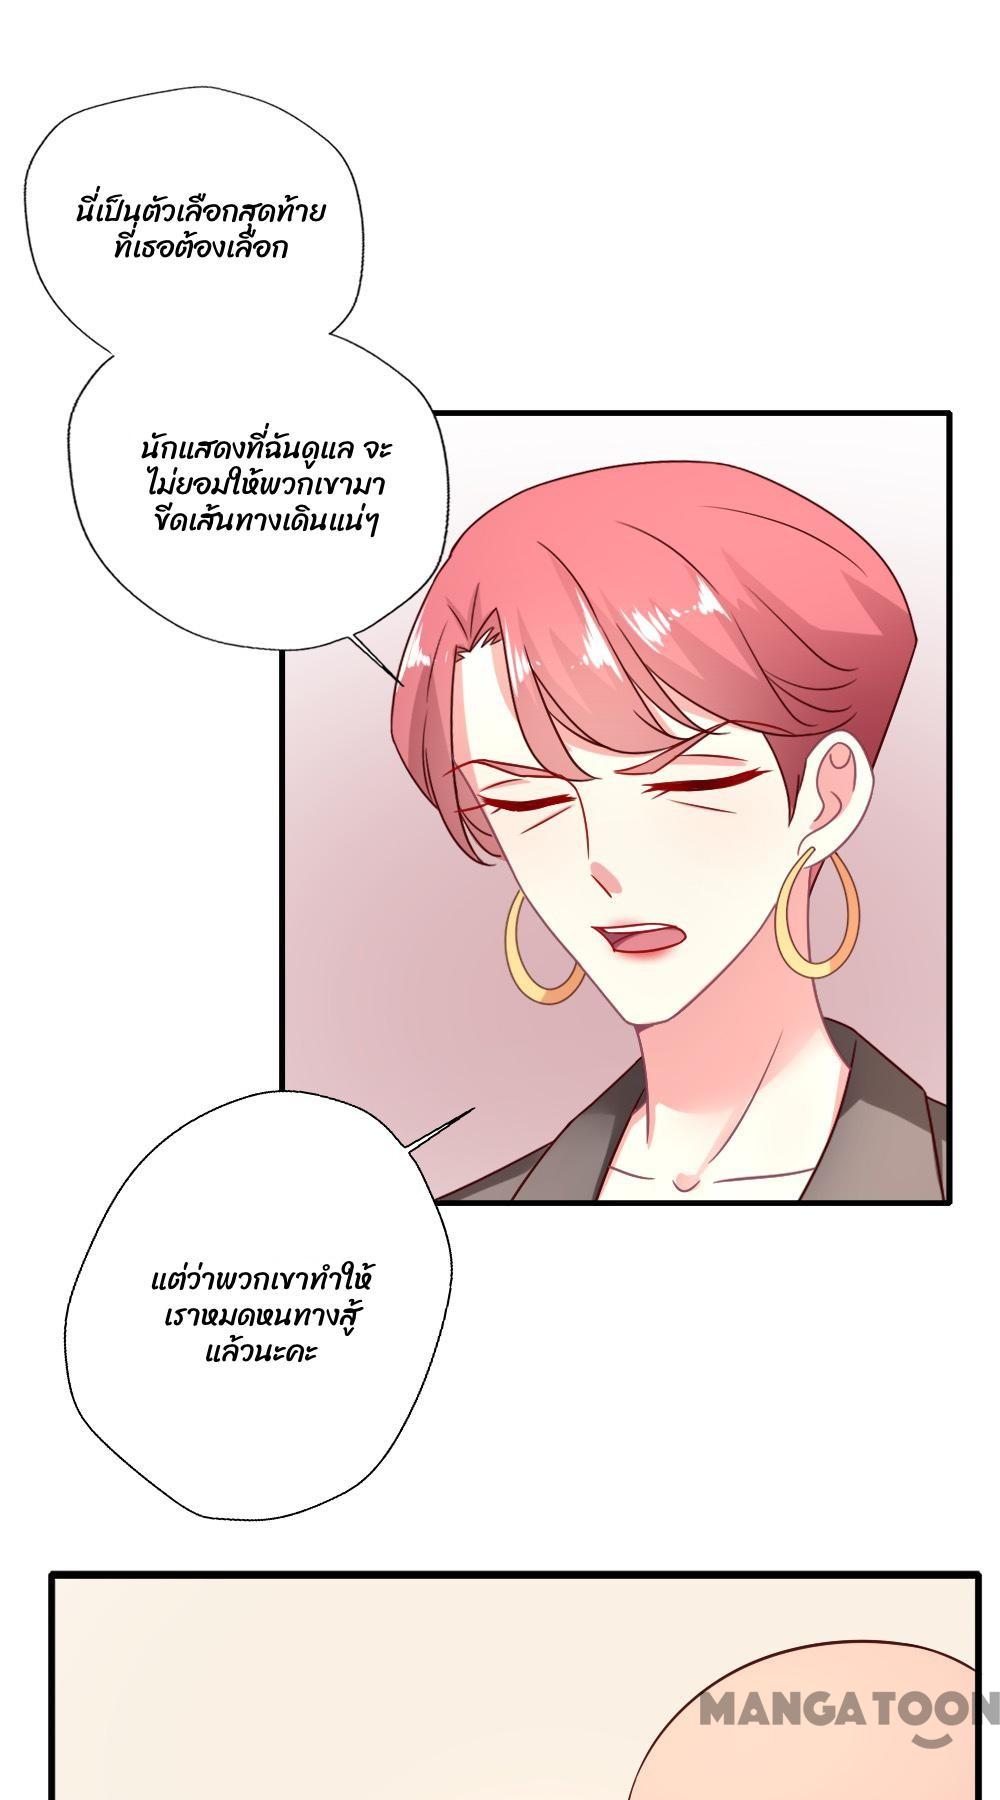 นี่เป็นตัวเลือกสุดท้าย
ที่เธอต้องเลือก
นักแสดงที่ฉันดูแล จะ
ไม่ยอมให้พวกเขามา
ขีดเส้นทางเดินแน่ๆ
แต่ว่าพวกเขาทำให้
เราหมดหนทางสู้
แล้วนะคะ
MANGATOON